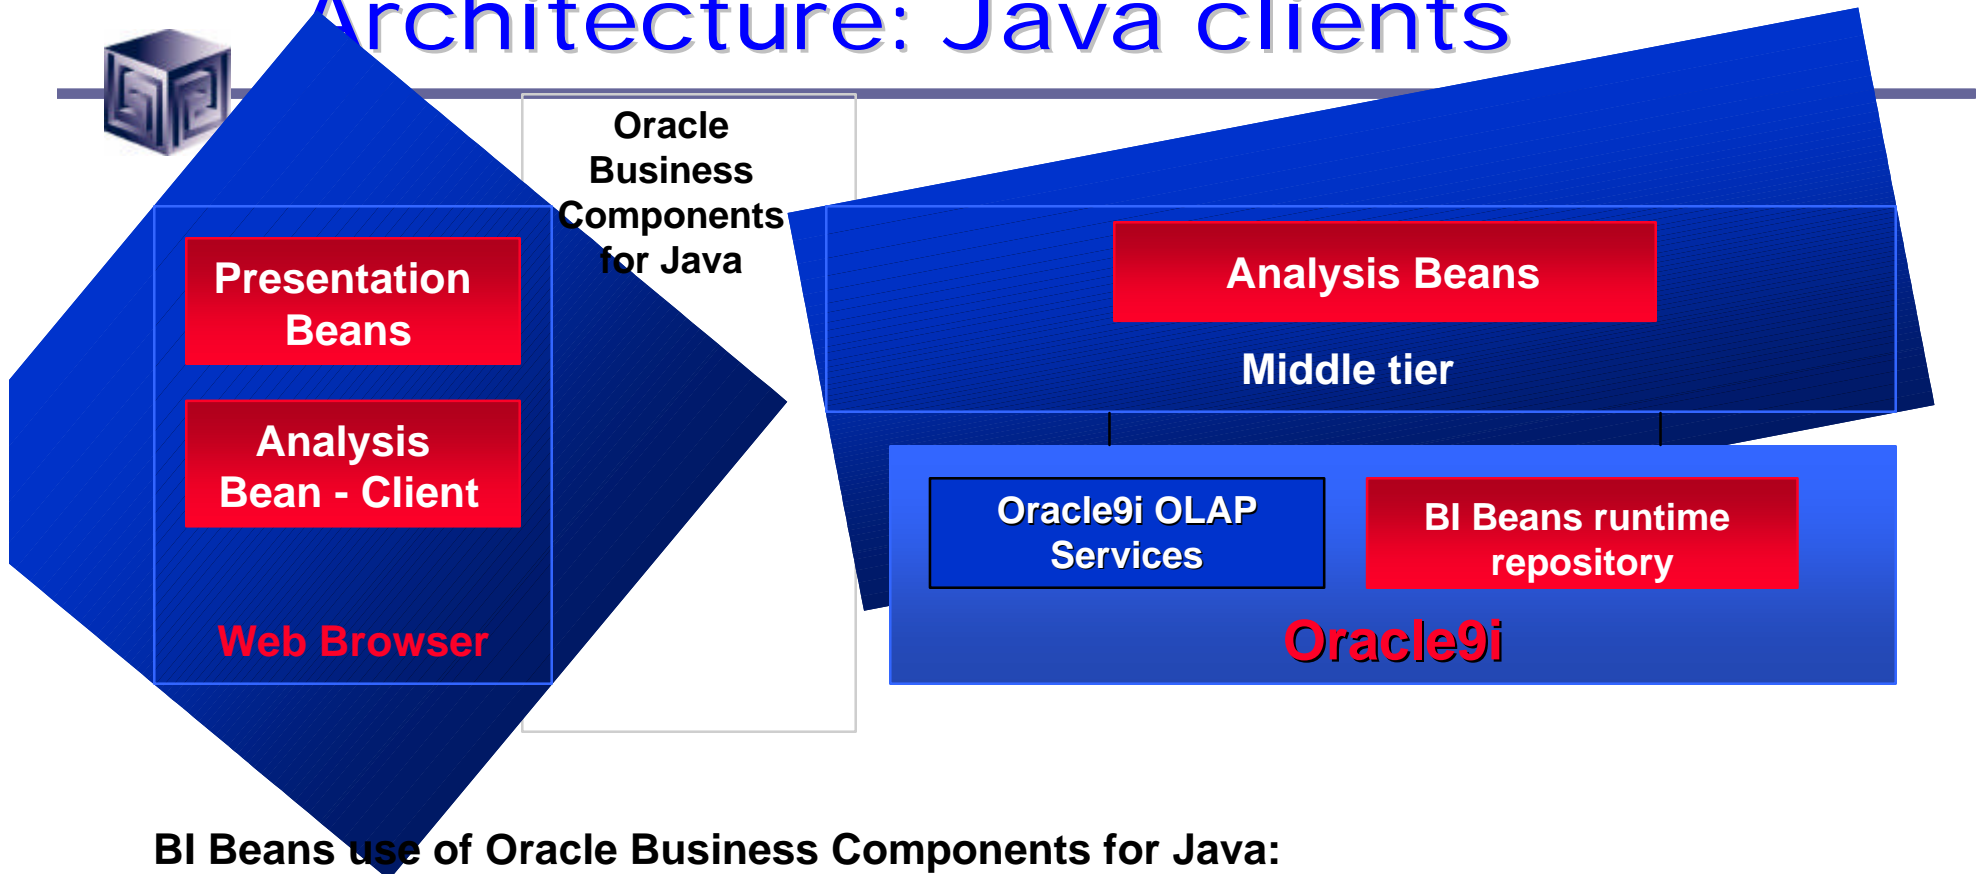 Architecture: Java clients
Oracle
Business
Components
for Java
Presentation
Beans
Analysis
Bean - Client
Web Browser
Analysis Beans
Middle tier
Oracle9i OLAP
Services
BI Beans runtime
repository
Oracle9i
BI Beans use of Oracle Business Components for Java: